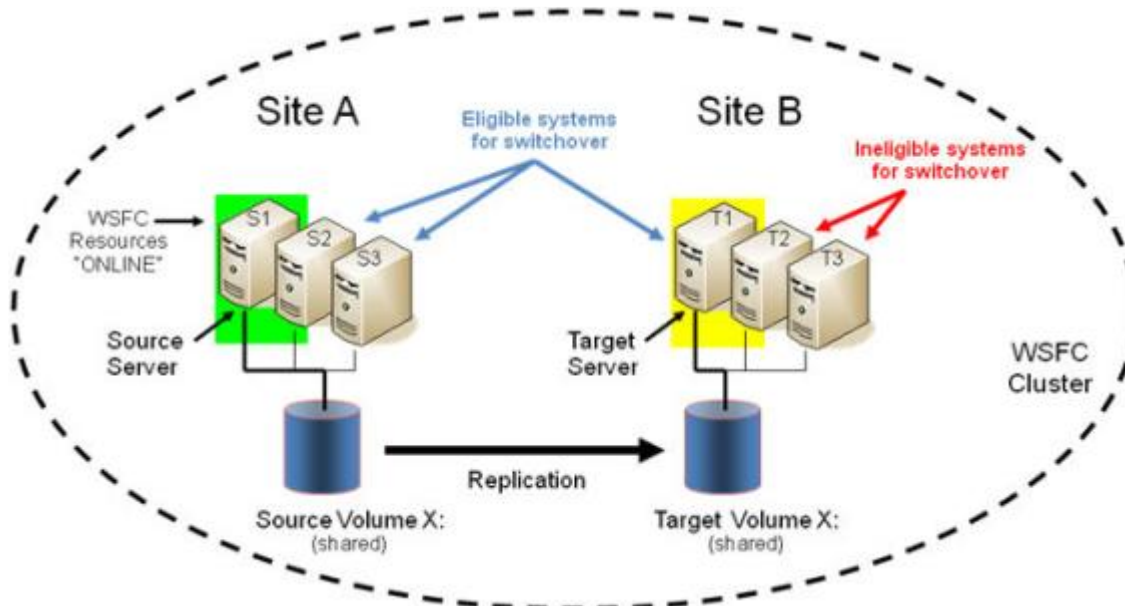 Site A
Site B
Eligible systems
for switchover
Ineligible systems
for switchover
WSFC
Resources
"ONLINE"
S1
S2
S3
T1
T2
T3
Source
Server
Target
Server
WSFC
Cluster
Replication
Source Volume X:
(shared)
Target Volume X:
(shared)